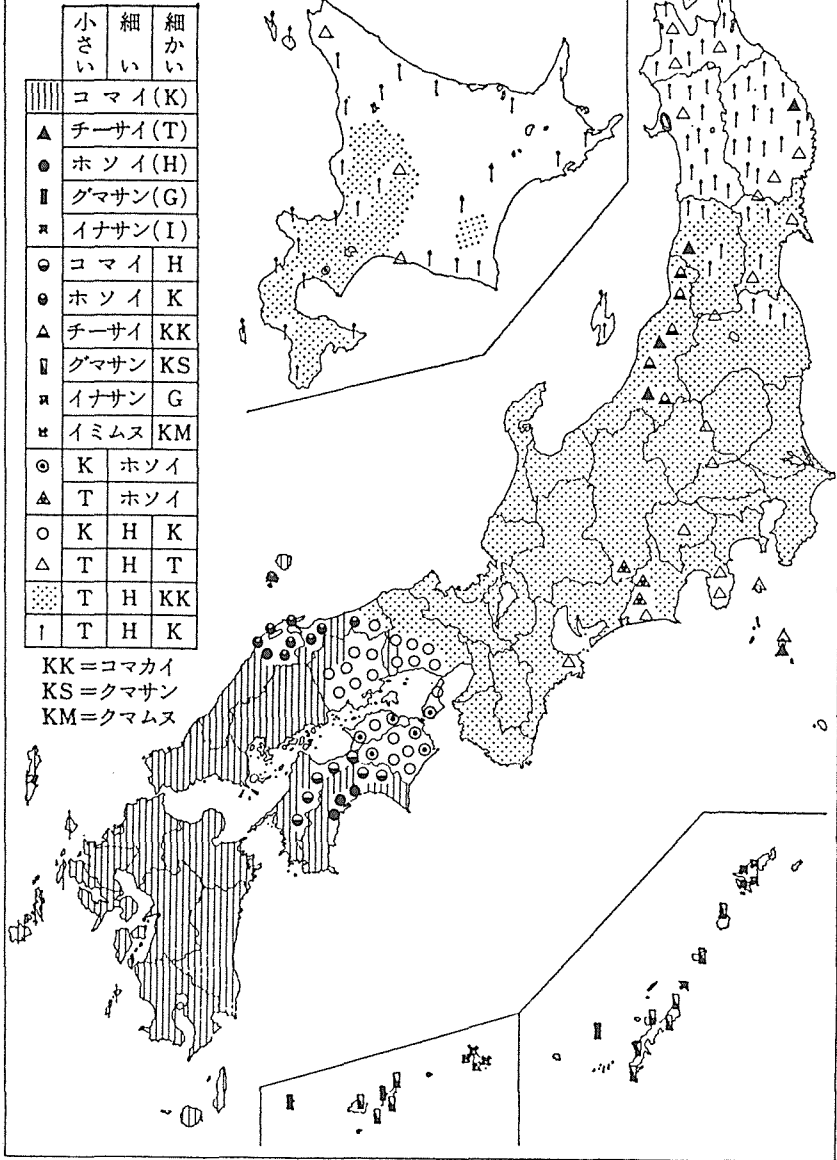 小さい 細い 細かい
コマイ(K)
チーサイ(T)
ホソイ(H)
グマサン(G)
イナサン(I)
コマイ H
ホソイ K
チーサイ KK
グマサン KS
イナサン G
イミムヌ KM
K ホソイ
T ホソイ
K H K
T H T
T H KK
T H K
KK=コマカイ
KS=クマサン
KM=クマムヌ